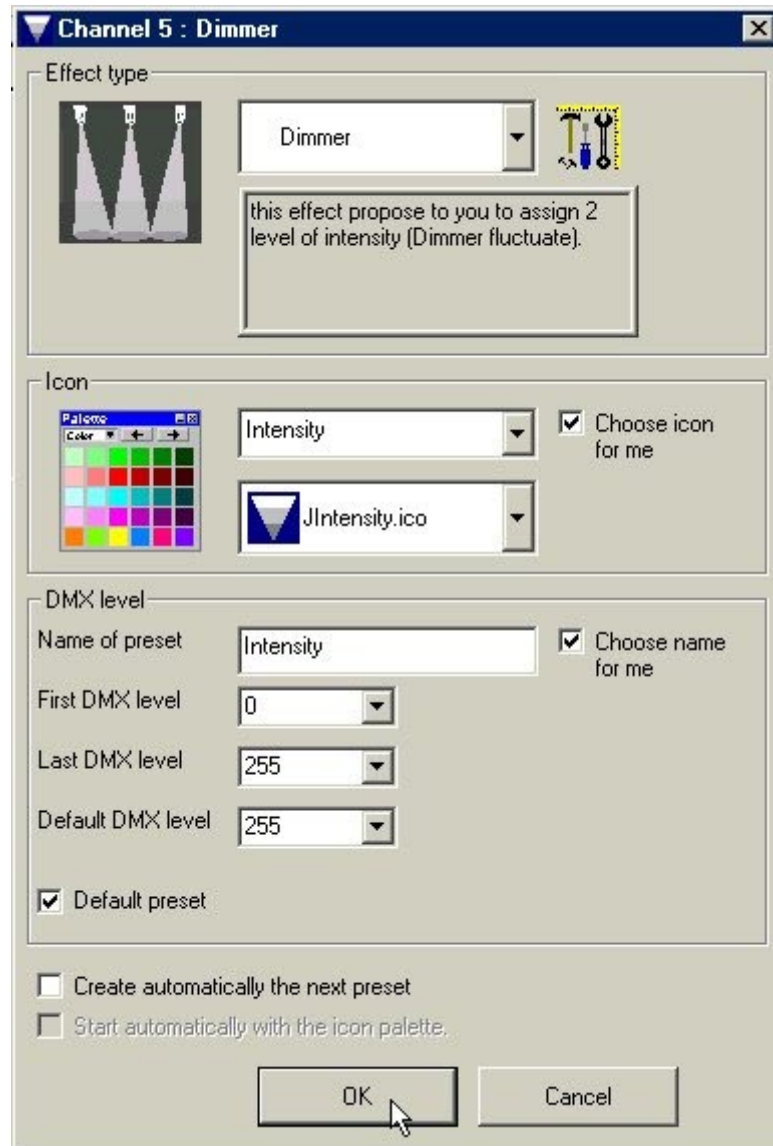 Channel 5 : Dimmer
Effect type
Dimmer
this effect propose to you to assign 2
level of intensity (Dimmer fluctuate).
Icon
Palette
Color
Intensity
Choose icon
for me
JIntensity.ico
DMX level
Name of preset
Intensity
Choose name
for me
First DMX level
0
Last DMX level
255
Default DMX level
255
Default preset
Create automatically the next preset
Start automatically with the icon palette.
OK
Cancel